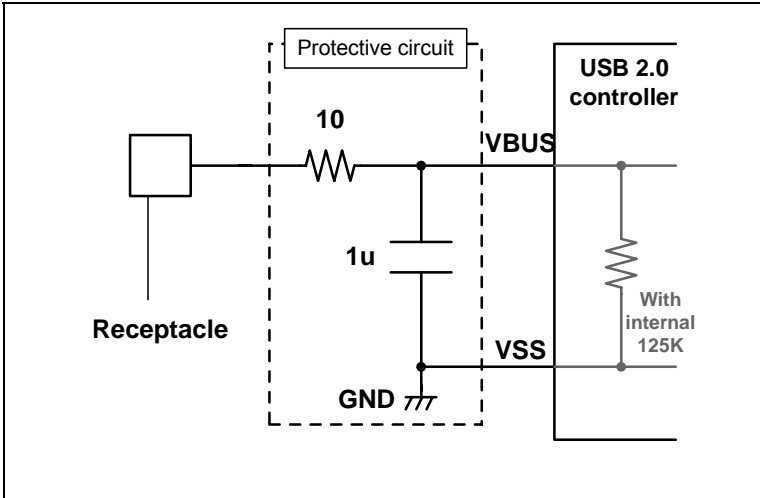 Protective circuit
USB 2.0
controller
10
VBUS
1u
With
internal
125K
Receptacle
VSS
GND